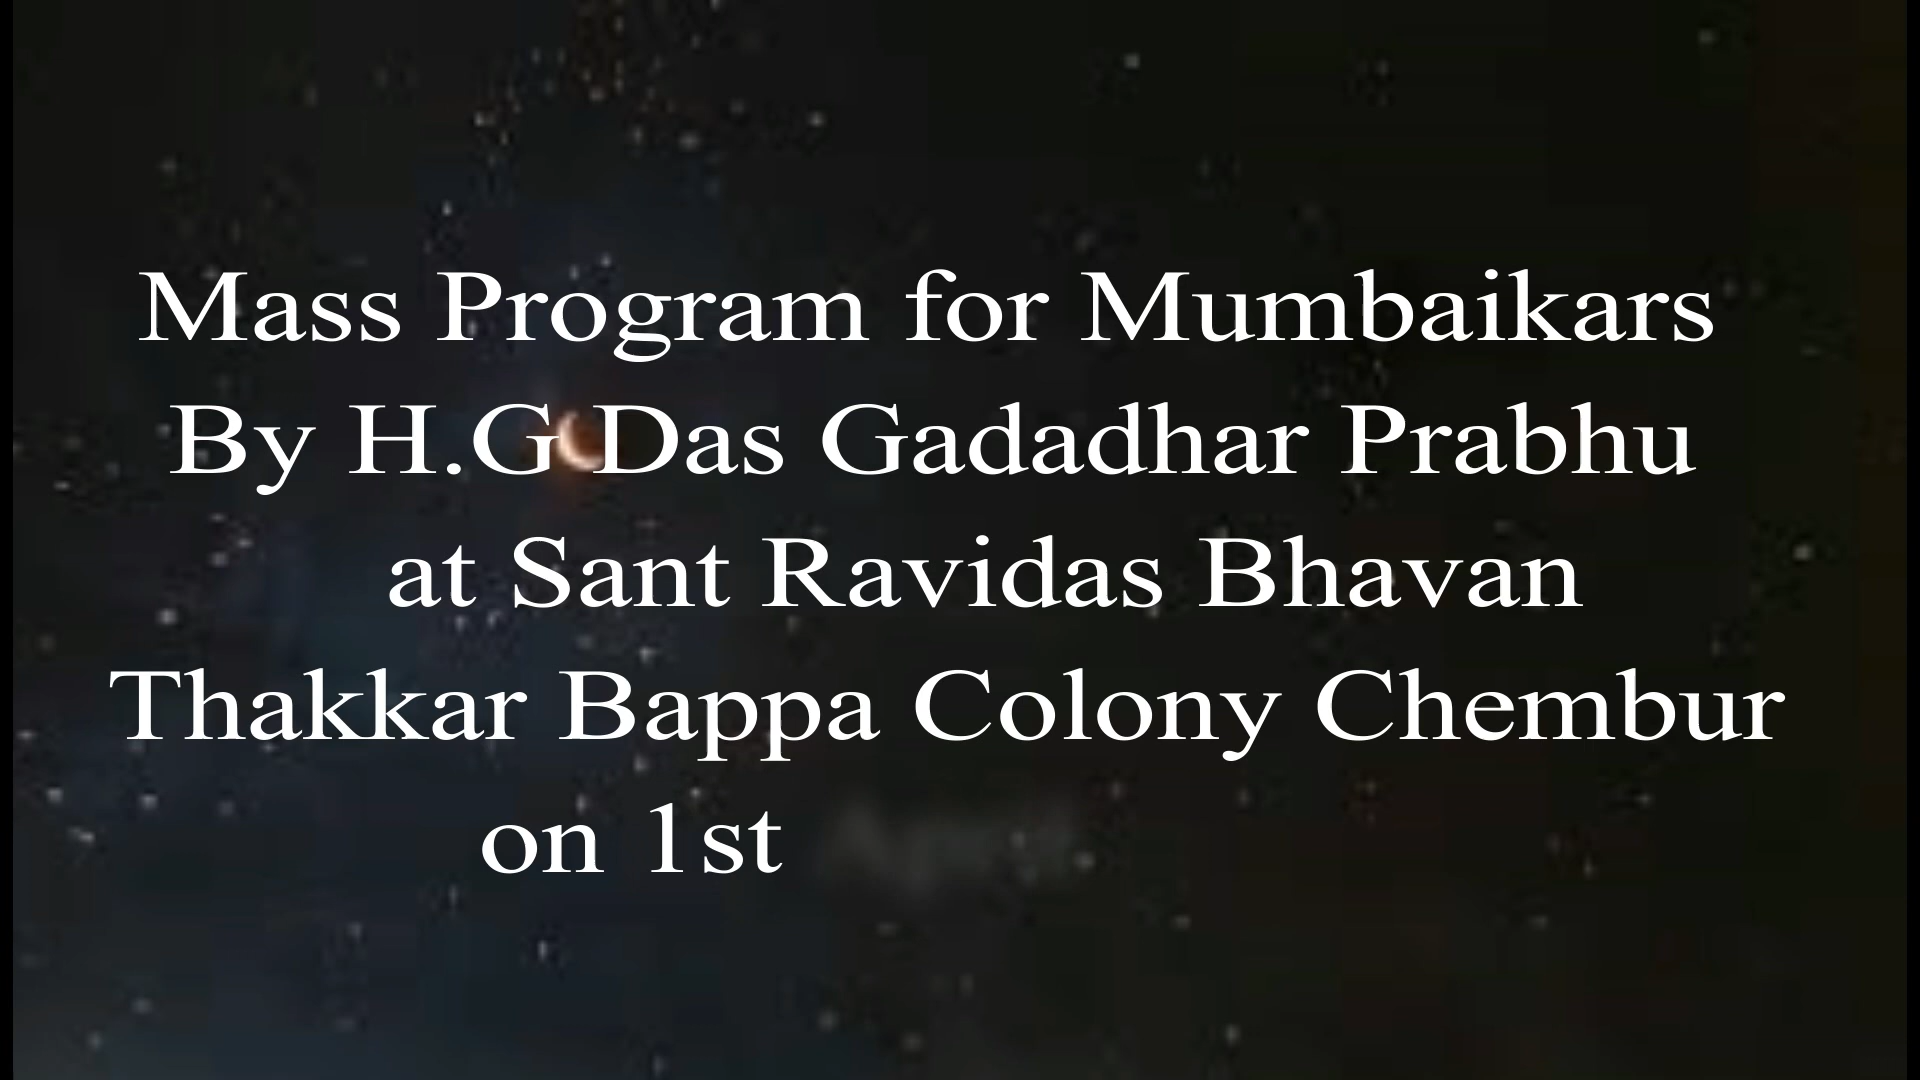 Mass Program for Mumbaikars
By H.G Das Gadadhar Prabhu
at Sant Ravidas Bhavan
Thakkar Bappa Colony Chembur
on 1st